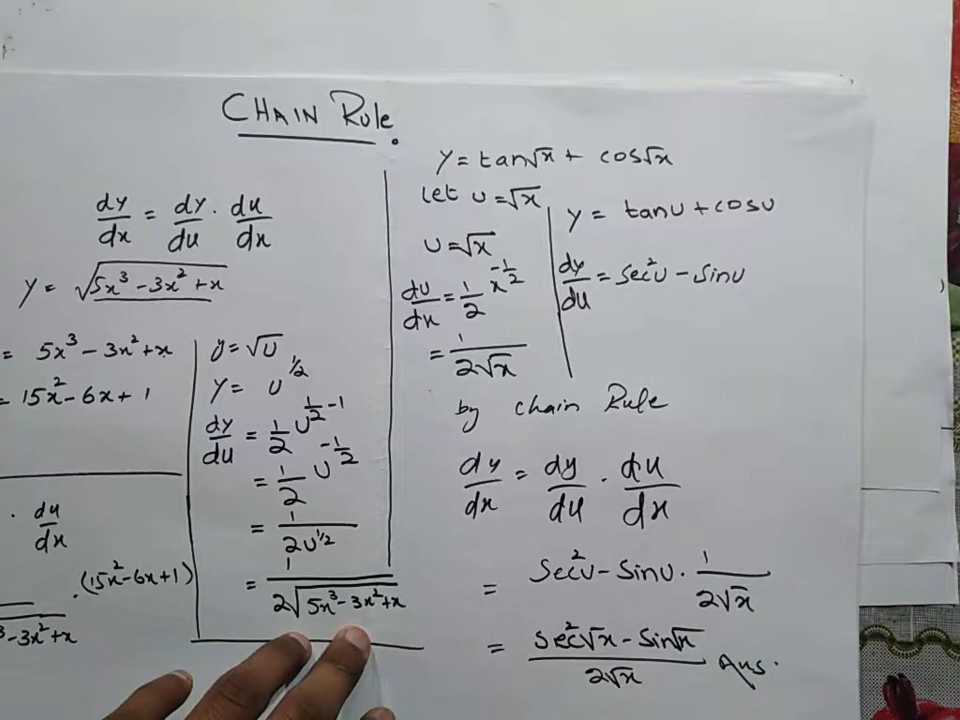 CHAIN Rule.
dy/dx = dy/du . du/dx
y = √(5x³ - 3x² + x)
= 5x³ - 3x² + x
= 15x² - 6x + 1
. du/dx
.(15x² - 6x + 1)
3 - 3x² + x
y = √U
y = U^1/2
dy/du = 1/2 U^1/2-1
= 1/2 U^-1/2
= 1/2U^1/2
= 1/2√(5x³ - 3x² + x)
y = tan√x + cos√x
let u = √x
U = √x
du/dx = 1/2 x^-1/2
= 1/2√x
y = tanu + cosu
dy/du = sec²u - sinu
by chain Rule
dy/dx = dy/du . du/dx
= sec²u - sinu . 1/2√x
= sec²√x - sin√x / 2√x Ans.